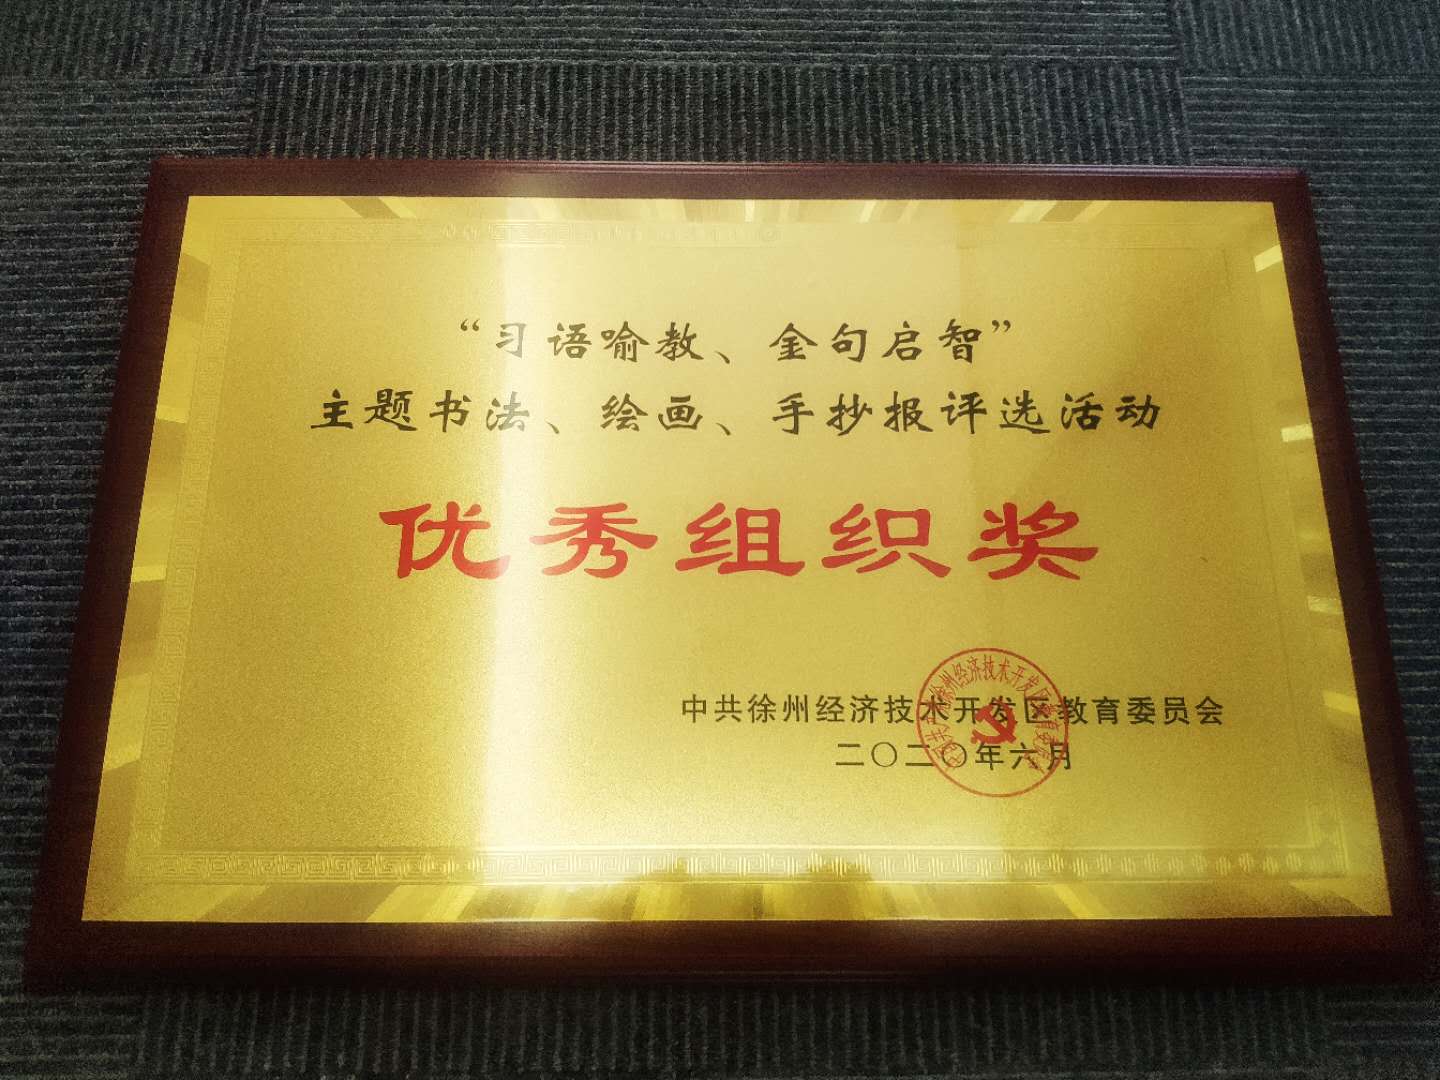 “习语喻教、金句启智”
主题书法、绘画、手抄报评选活动
优秀组织奖
中共徐州经济技术开发区教育委员会
二〇二〇年六月